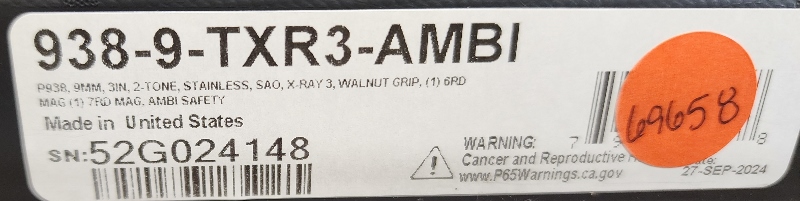 938-9-TXR3-AMBI
P938, 9MM, 3IN, 2-TONE, STAINLESS, SAO, X-RAY 3, WALNUT GRIP, (1) 6RD
MAG (1) 7RD MAG, AMBI SAFETY
Made in United States
SN:52G024148
69658
7 8
WARNING:
Cancer and Reproductive
www.P65Warnings.ca.gov
27-SEP-2024